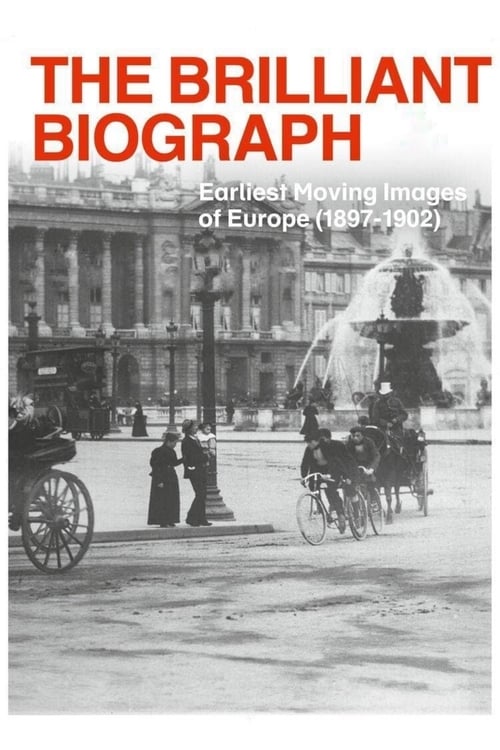 THE BRILLIANT
BIOGRAPH
Earliest Moving Images
of Europe (1897-1902)